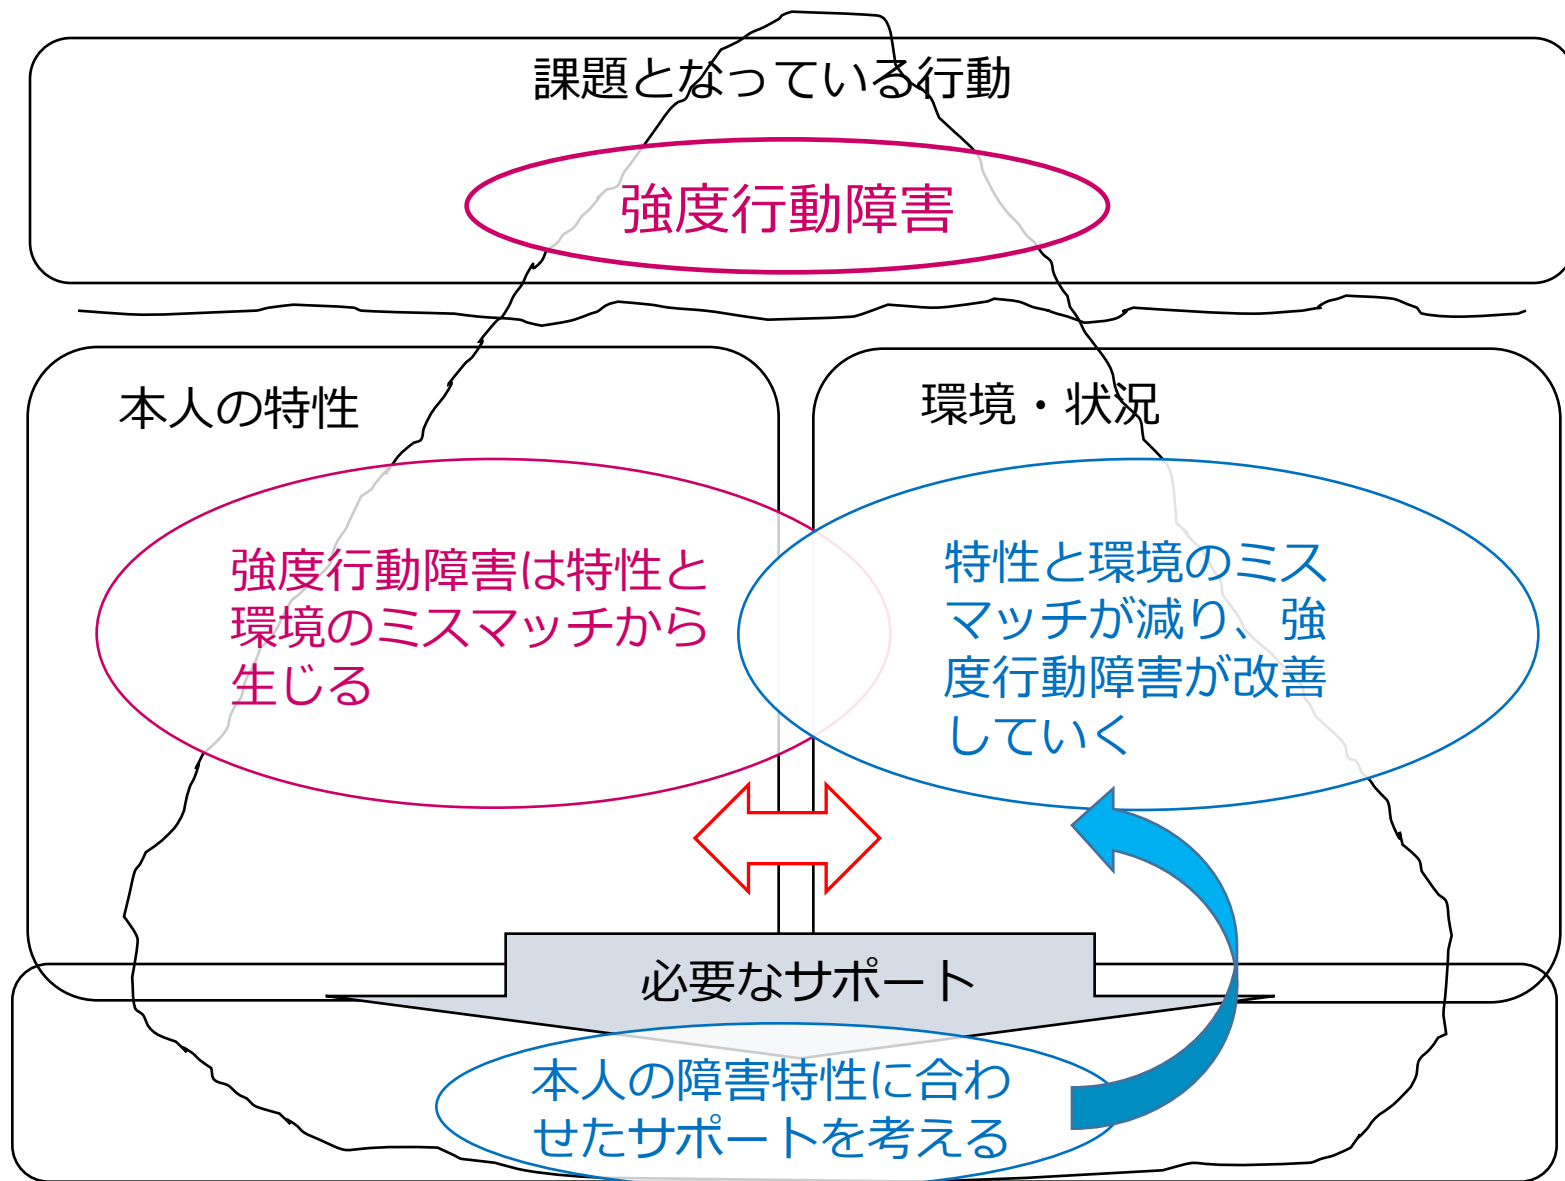 課題となっている行動
強度行動障害
本人の特性
環境・状況
強度行動障害は特性と
環境のミスマッチから
生じる
特性と環境のミス
マッチが減り、強
度行動障害が改善
していく
必要なサポート
本人の障害特性に合わ
せたサポートを考える